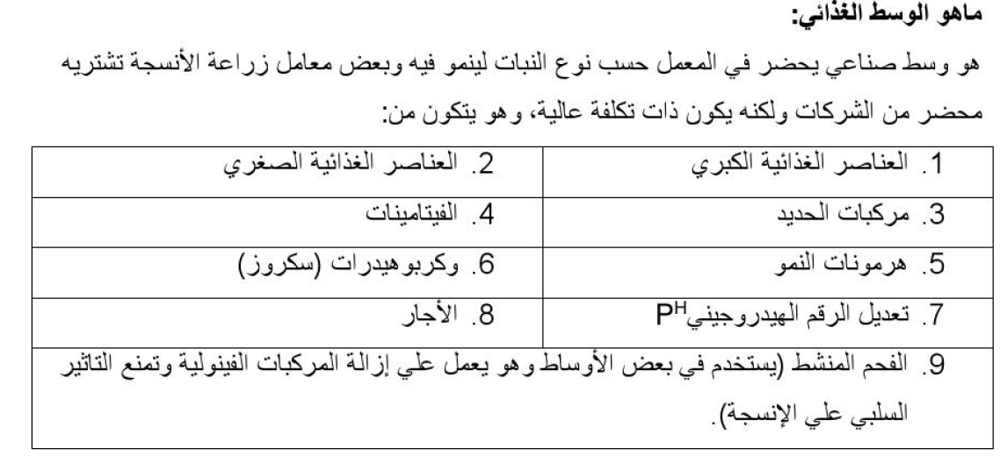 ماهو الوسط الغذائي:
هو وسط صناعي يحضر في المعمل حسب نوع النبات لينمو فيه وبعض معامل زراعة الأنسجة تشتريه
محضر من الشركات ولكنه يكون ذات تكلفة عالية، وهو يتكون من:
1. العناصر الغذائية الكبري
2. العناصر الغذائية الصغري
3. مركبات الحديد
4. الفيتامينات
5. هرمونات النمو
6. وكربوهيدرات (سكروز)
7. تعديل الرقم الهيدروجيني P^H
8. الأجار
9. الفحم المنشط (يستخدم في بعض الأوساط وهو يعمل علي إزالة المركبات الفينولية وتمنع التاثير
السلبي علي الإنسجة).